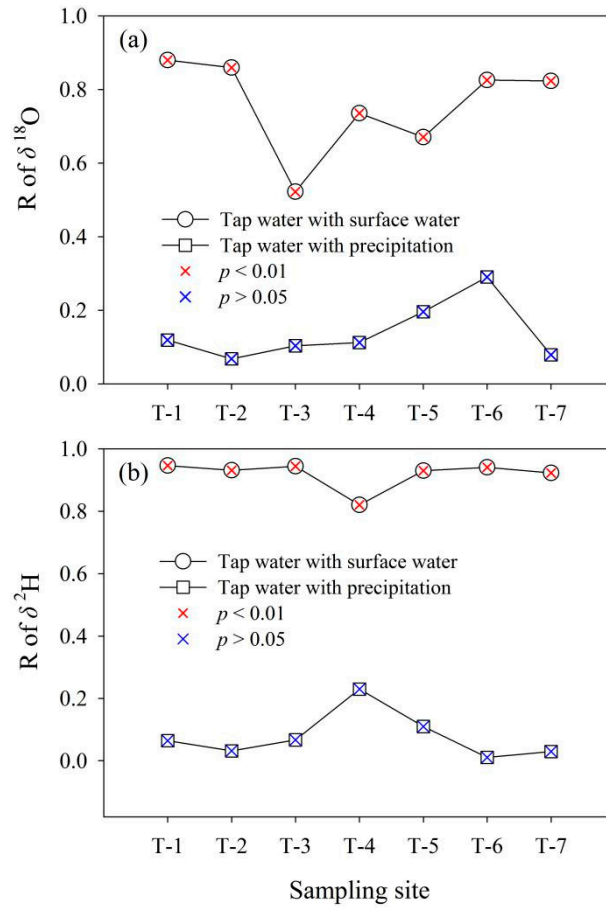 (a)
1.0
0.8
0.6
0.4
0.2
0.0
R of δ ¹⁸O
Tap water with surface water
Tap water with precipitation
p < 0.01
p > 0.05
T-1 T-2 T-3 T-4 T-5 T-6 T-7
(b)
1.0
0.8
0.6
0.4
0.2
0.0
R of δ ²H
Tap water with surface water
Tap water with precipitation
p < 0.01
p > 0.05
T-1 T-2 T-3 T-4 T-5 T-6 T-7
Sampling site